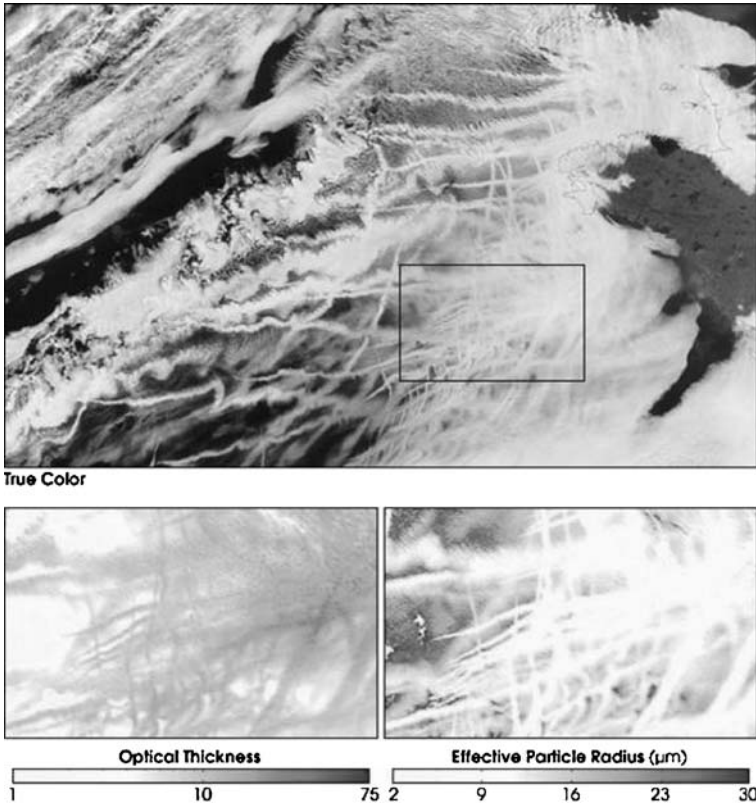 True Color
Optical Thickness
Effective Particle Radius (µm)
1 10 75
2 9 16 23 30